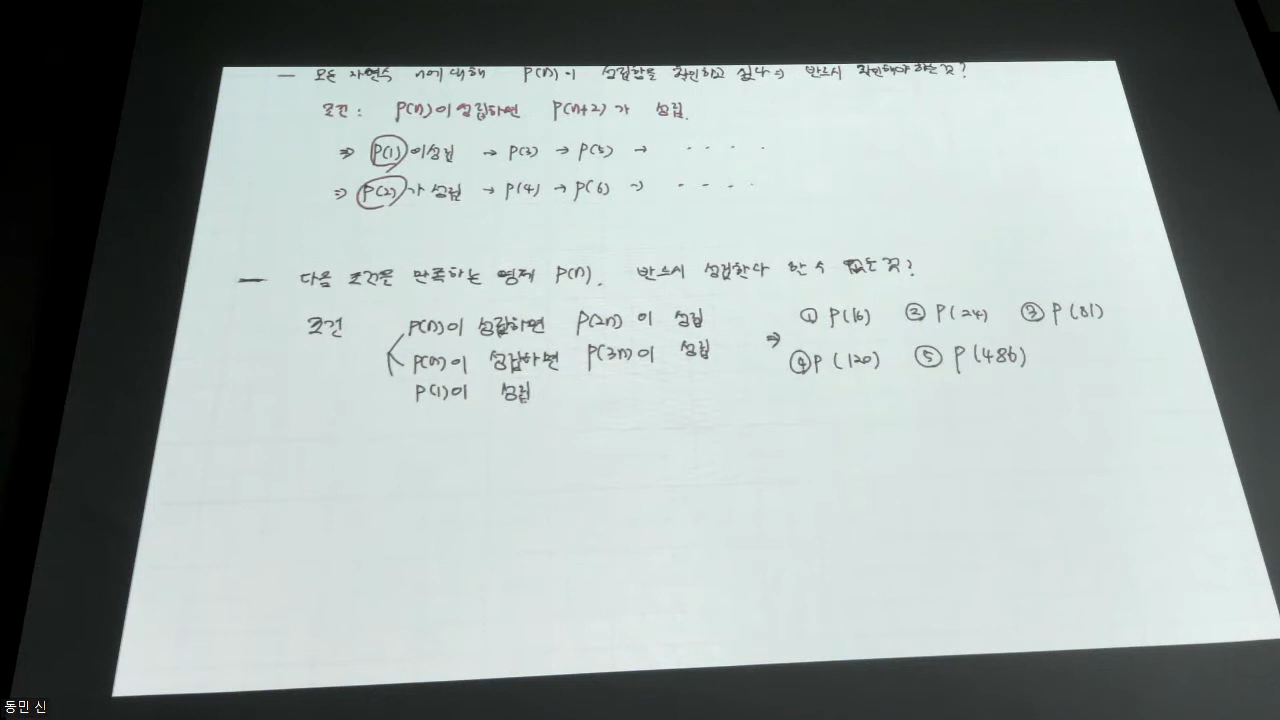 — 모든 자연수 n에 대해 P(n)이 성립함을 확인하고 싶다 ⇒ 반드시 확인해야 하는 것?
조건 : P(n)이 성립하면 P(n+2)가 성립.
⇒ P(1)이 성립 → P(3) → P(5) → ....
⇒ P(2)가 성립 → P(4) → P(6) → ....
— 다음 조건을 만족하는 명제 P(n). 반드시 성립한다 할 수 없는 것?
조건 P(n)이 성립하면 P(2n)이 성립 ⇒ ① P(16) ② P(24) ③ P(81)
P(n)이 성립하면 P(3n)이 성립 ④ P(120) ⑤ P(486)
P(1)이 성립
동민 신